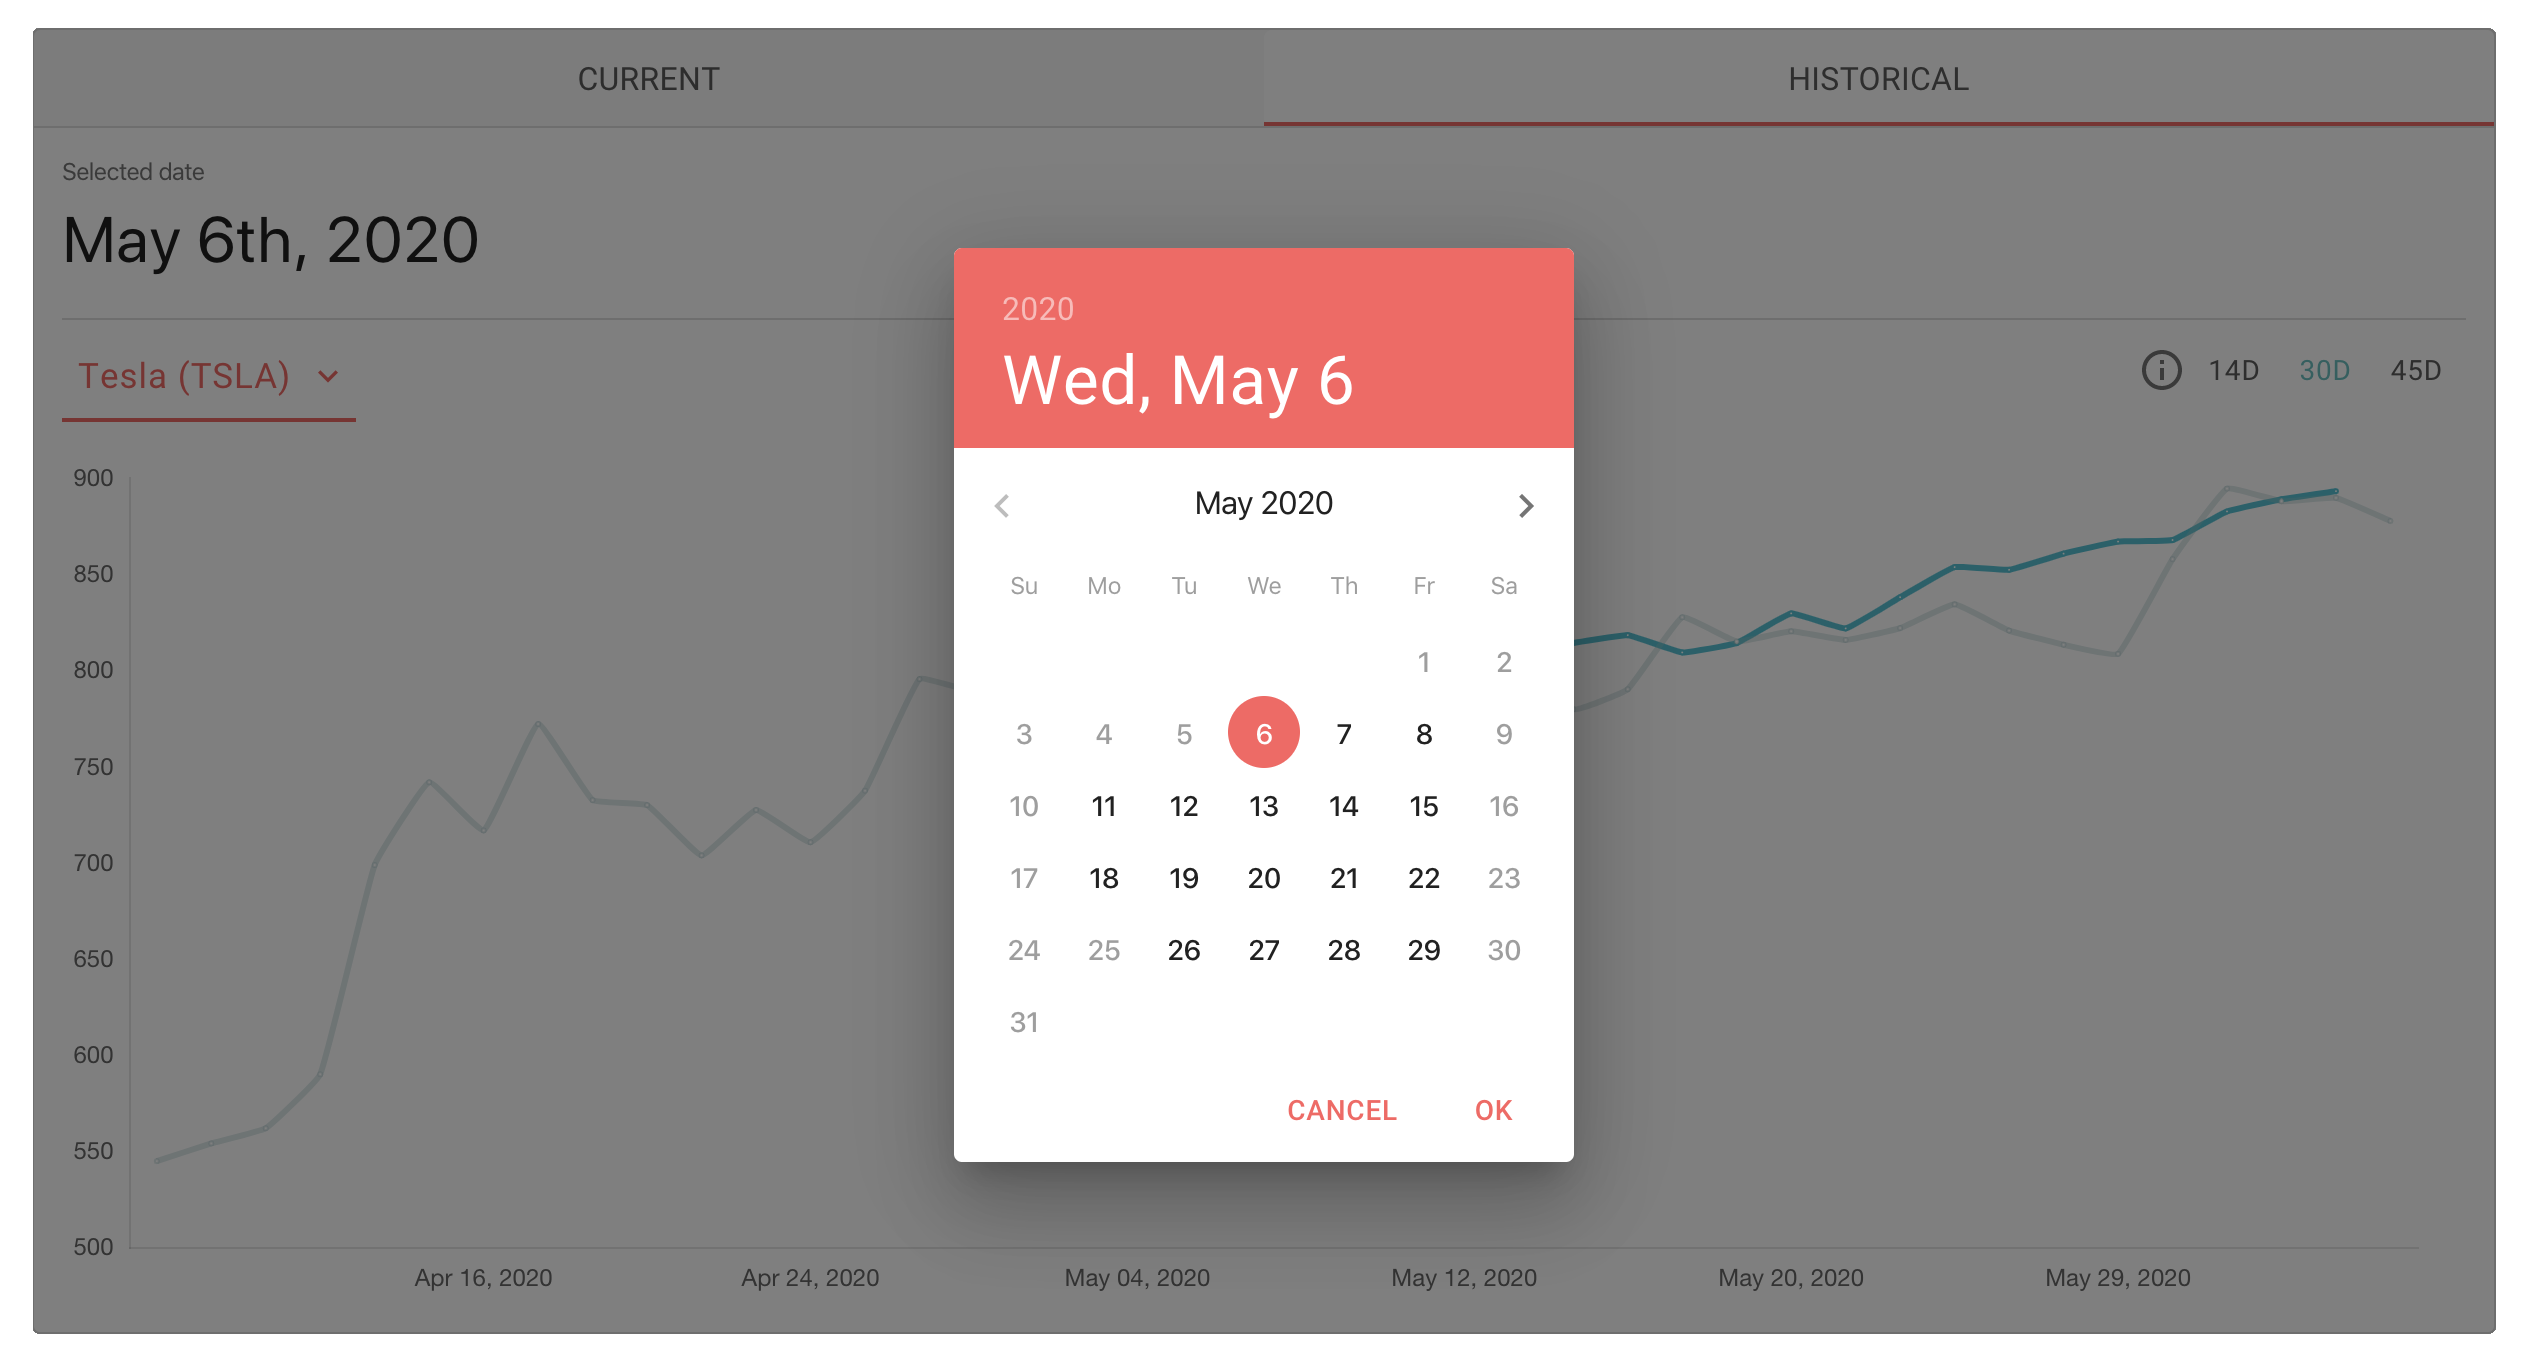 CURRENT HISTORICAL
Selected date
May 6th, 2020
Tesla (TSLA)
14D 30D 45D
2020
Wed, May 6
May 2020
Su Mo Tu We Th Fr Sa
1 2
3 4 5 6 7 8 9
10 11 12 13 14 15 16
17 18 19 20 21 22 23
24 25 26 27 28 29 30
31
CANCEL OK
900
850
800
750
700
650
600
550
500
Apr 16, 2020 Apr 24, 2020 May 04, 2020 May 12, 2020 May 20, 2020 May 29, 2020